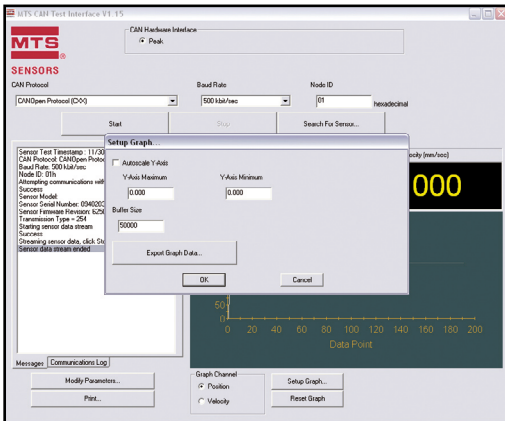 MTS CAN Test Interface V1.15
CAN Hardware Interface
Peak
MTS
®
SENSORS
CAN Protocol
Baud Rate
Node ID
CANOpen Protocol (CXX)
500 kbit/sec
01
hexadecimal
Start
Stop
Search For Sensor...
Sensor Test Timestamp : 11/30
CAN Protocol: CANOpen Protoc
Baud Rate: 500 kbit/sec
Node ID: 01h
Attempting communications with
Success
Sensor Model:
Sensor Serial Number: 0940203
Sensor Firmware Revision: 6250
Transmission Type = 254
Starting sensor data stream
Success
Streaming sensor data, click Sto
Sensor data stream ended
Setup Graph...
Autoscale Y-Axis
Y-Axis Maximum
Y-Axis Minimum
0.000
0.000
Buffer Size
50000
Export Graph Data...
OK
Cancel
ocity (mm/sec)
000
50
0
0 20 40 60 80 100 120 140 160 180 200
Data Point
Messages
Communications Log
Modify Parameters...
Print...
Graph Channel
Position
Velocity
Setup Graph...
Reset Graph